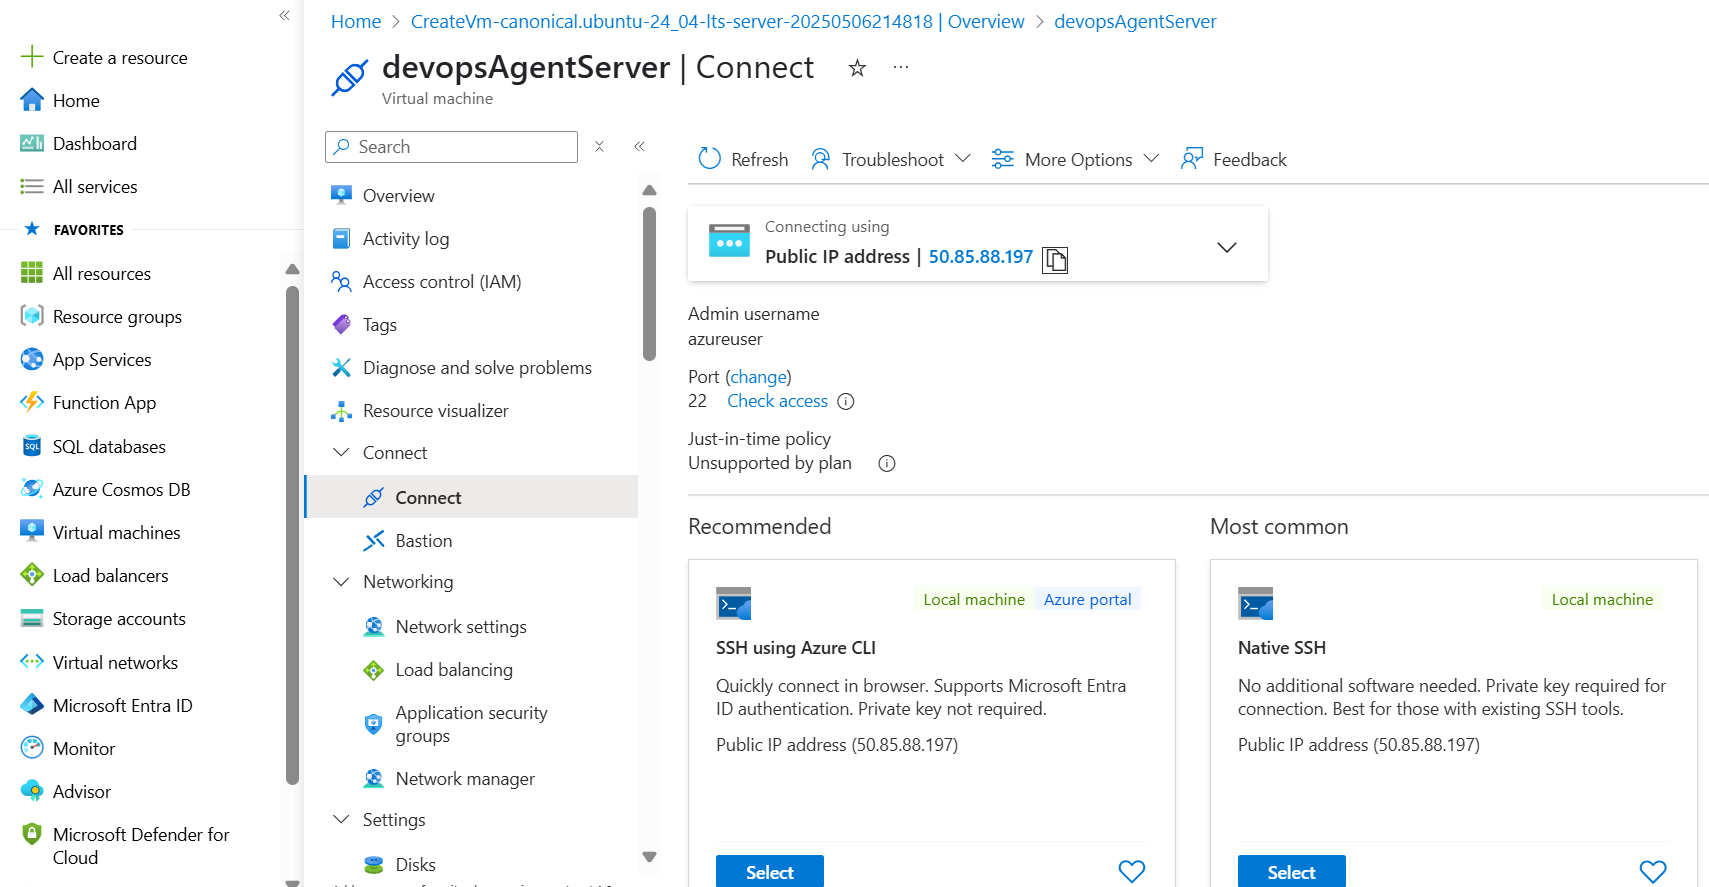 Create a resource
Home
Dashboard
All services
FAVORITES
All resources
Resource groups
App Services
Function App
SQL databases
Azure Cosmos DB
Virtual machines
Load balancers
Storage accounts
Virtual networks
Microsoft Entra ID
Monitor
Advisor
Microsoft Defender for
Cloud
Home > CreateVm-canonical.ubuntu-24_04-lts-server-20250506214818 | Overview > devopsAgentServer
devopsAgentServer | Connect
Virtual machine
Search
Overview
Activity log
Access control (IAM)
Tags
Diagnose and solve problems
Resource visualizer
Connect
Connect
Bastion
Networking
Network settings
Load balancing
Application security
groups
Network manager
Settings
Disks
Refresh
Troubleshoot
More Options
Feedback
Connecting using
Public IP address | 50.85.88.197
Admin username
azureuser
Port (change)
22 Check access
Just-in-time policy
Unsupported by plan
Recommended
Local machine
Azure portal
SSH using Azure CLI
Quickly connect in browser. Supports Microsoft Entra
ID authentication. Private key not required.
Public IP address (50.85.88.197)
Select
Most common
Local machine
Native SSH
No additional software needed. Private key required for
connection. Best for those with existing SSH tools.
Public IP address (50.85.88.197)
Select